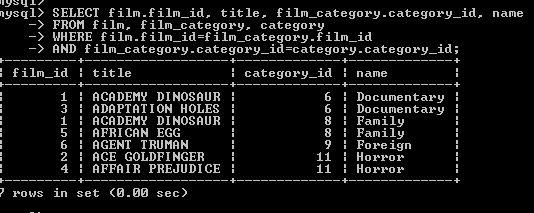 mysql>
mysql> SELECT film.film_id, title, film_category.category_id, name
-> FROM film, film_category, category
-> WHERE film.film_id=film_category.film_id
-> AND film_category.category_id=category.category_id;
+---------+------------------+-------------+-------------+
| film_id | title | category_id | name |
+---------+------------------+-------------+-------------+
| 1 | ACADEMY DINOSAUR | 6 | Documentary |
| 3 | ADAPTATION HOLES | 6 | Documentary |
| 1 | ACADEMY DINOSAUR | 8 | Family |
| 5 | AFRICAN EGG | 8 | Family |
| 6 | AGENT TRUMAN | 9 | Foreign |
| 2 | ACE GOLDFINGER | 11 | Horror |
| 4 | AFFAIR PREJUDICE | 11 | Horror |
+---------+------------------+-------------+-------------+
7 rows in set (0.00 sec)